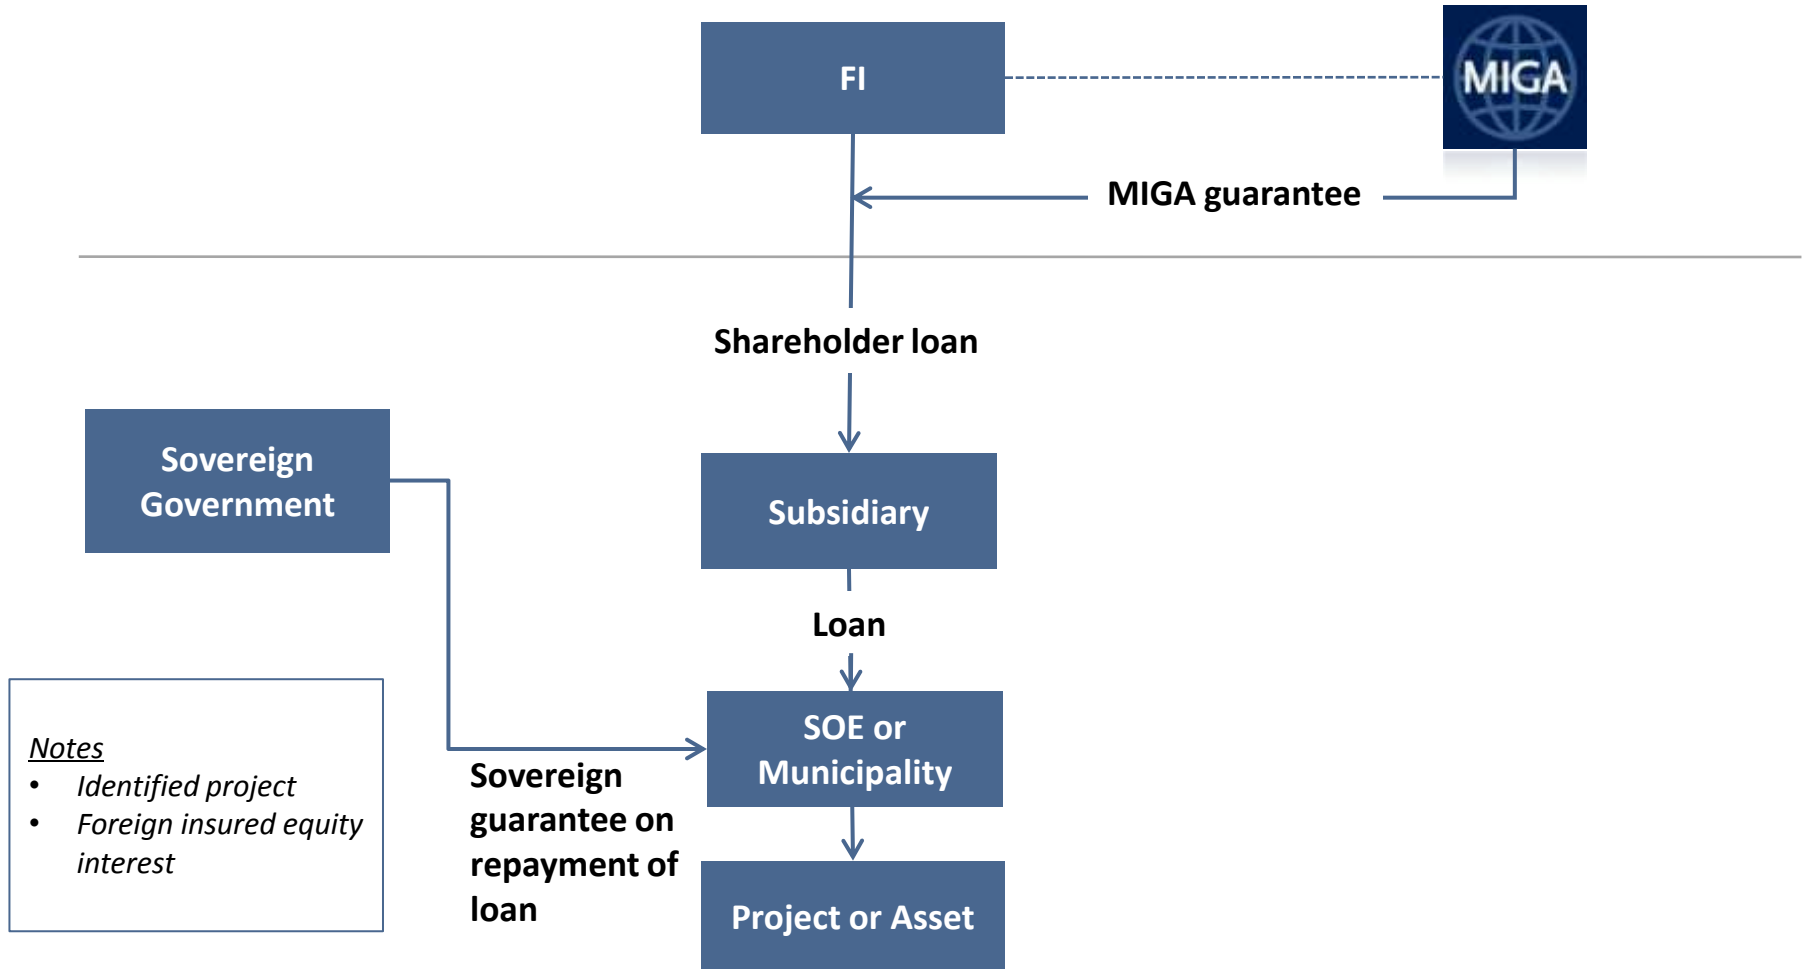 FI
MIGA
MIGA guarantee
Shareholder loan
Sovereign
Government
Subsidiary
Loan
SOE or
Municipality
Sovereign
guarantee on
repayment of
loan
Project or Asset
Notes
• Identified project
• Foreign insured equity
interest